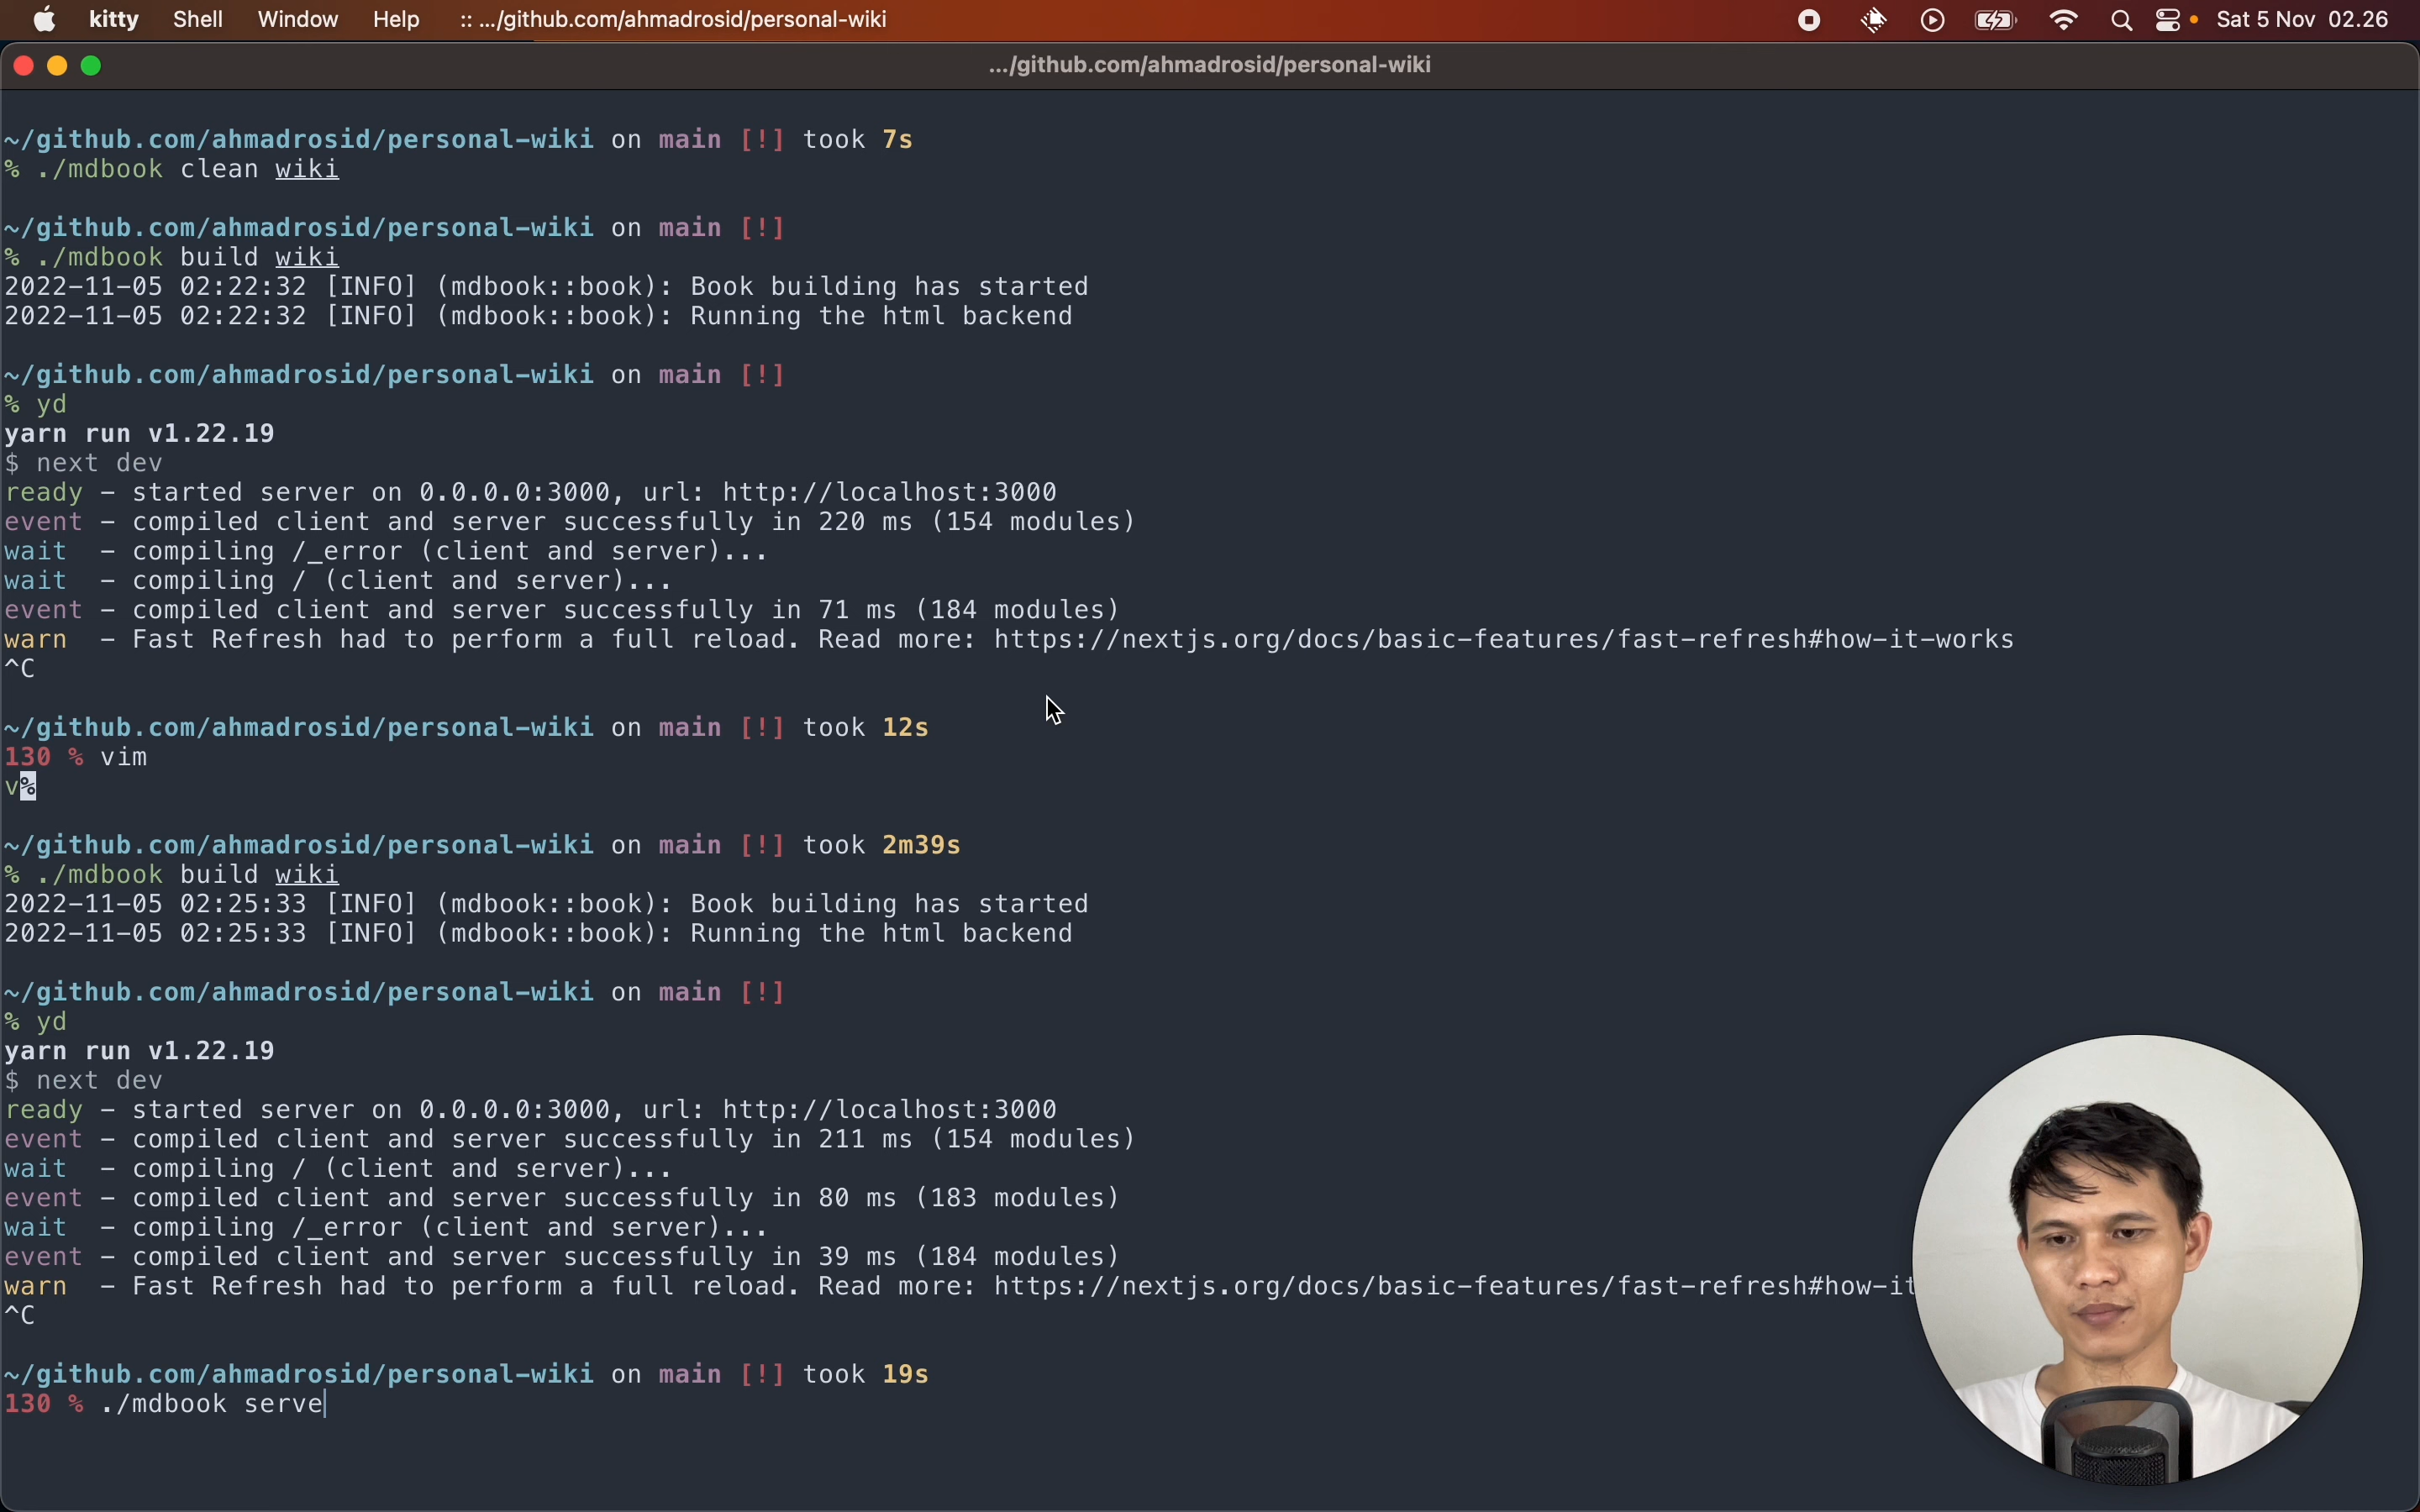 kitty Shell Window Help :: .../github.com/ahmadrosid/personal-wiki Sat 5 Nov 02.26
.../github.com/ahmadrosid/personal-wiki
~/github.com/ahmadrosid/personal-wiki on main [!] took 7s
% ./mdbook clean wiki
~/github.com/ahmadrosid/personal-wiki on main [!]
% ./mdbook build wiki
2022-11-05 02:22:32 [INFO] (mdbook::book): Book building has started
2022-11-05 02:22:32 [INFO] (mdbook::book): Running the html backend
~/github.com/ahmadrosid/personal-wiki on main [!]
% yd
yarn run v1.22.19
$ next dev
ready - started server on 0.0.0.0:3000, url: http://localhost:3000
event - compiled client and server successfully in 220 ms (154 modules)
wait - compiling /_error (client and server)...
wait - compiling / (client and server)...
event - compiled client and server successfully in 71 ms (184 modules)
warn - Fast Refresh had to perform a full reload. Read more: https://nextjs.org/docs/basic-features/fast-refresh#how-it-works
^C
~/github.com/ahmadrosid/personal-wiki on main [!] took 12s
130 % vim
v%
~/github.com/ahmadrosid/personal-wiki on main [!] took 2m39s
% ./mdbook build wiki
2022-11-05 02:25:33 [INFO] (mdbook::book): Book building has started
2022-11-05 02:25:33 [INFO] (mdbook::book): Running the html backend
~/github.com/ahmadrosid/personal-wiki on main [!]
% yd
yarn run v1.22.19
$ next dev
ready - started server on 0.0.0.0:3000, url: http://localhost:3000
event - compiled client and server successfully in 211 ms (154 modules)
wait - compiling / (client and server)...
event - compiled client and server successfully in 80 ms (183 modules)
wait - compiling /_error (client and server)...
event - compiled client and server successfully in 39 ms (184 modules)
warn - Fast Refresh had to perform a full reload. Read more: https://nextjs.org/docs/basic-features/fast-refresh#how-it
^C
~/github.com/ahmadrosid/personal-wiki on main [!] took 19s
130 % ./mdbook serve